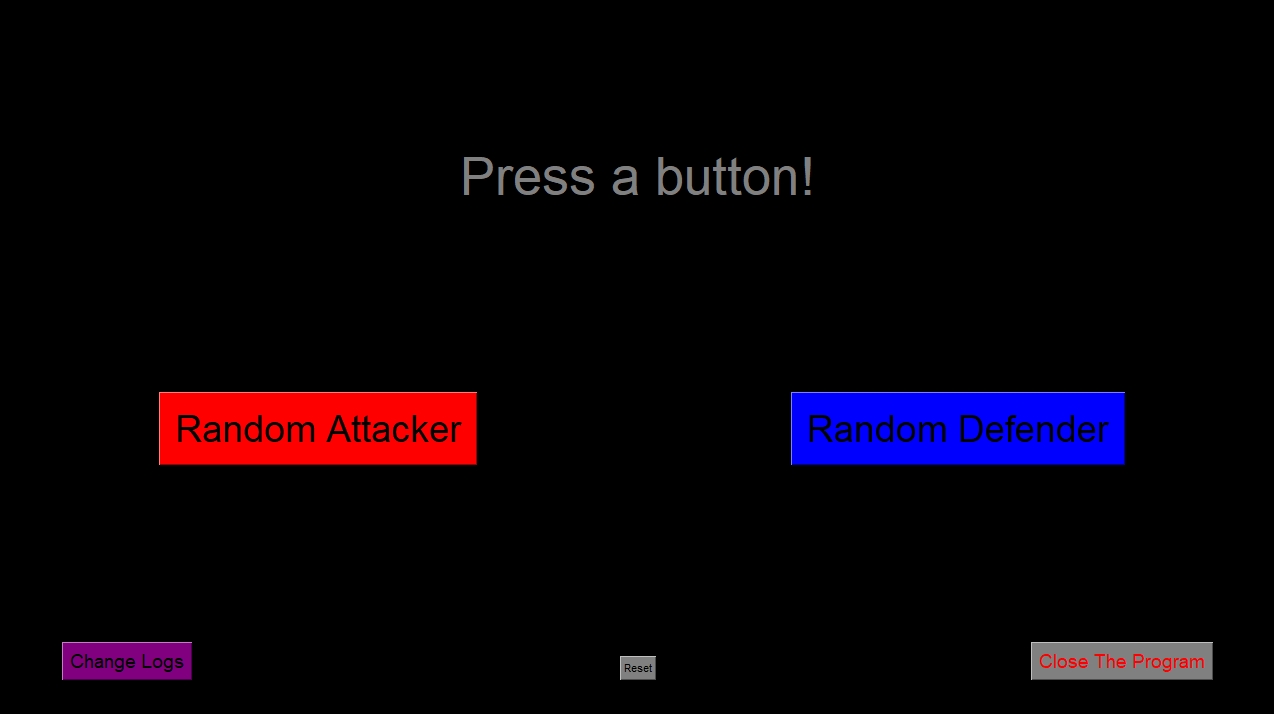 Press a button!
Random Attacker
Random Defender
Change Logs
Reset
Close The Program